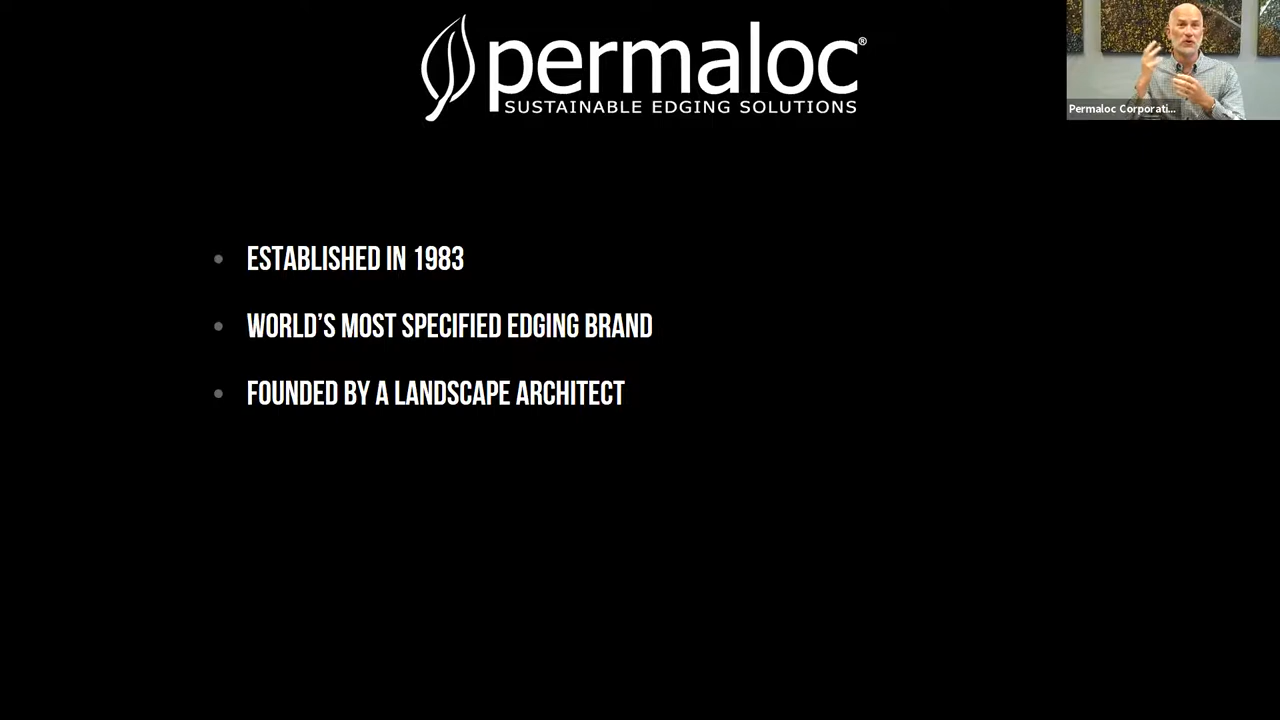 permaloc®
SUSTAINABLE EDGING SOLUTIONS
Permaloc Corporati...
• ESTABLISHED IN 1983
• WORLD'S MOST SPECIFIED EDGING BRAND
• FOUNDED BY A LANDSCAPE ARCHITECT